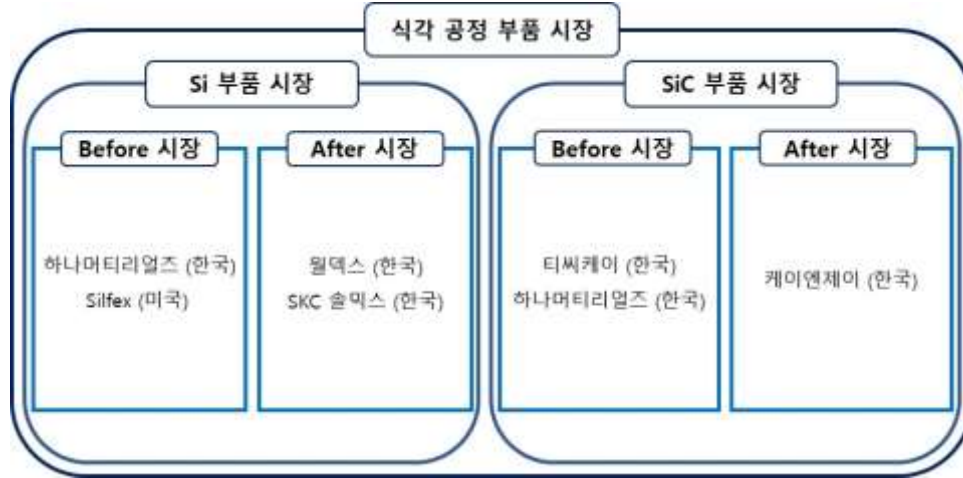 식각 공정 부품 시장
Si 부품 시장
Before 시장
하나머티리얼즈 (한국)
Silfex (미국)
After 시장
월덱스 (한국)
SKC 솔믹스 (한국)
SiC 부품 시장
Before 시장
티씨케이 (한국)
하나머티리얼즈 (한국)
After 시장
케이엔제이 (한국)